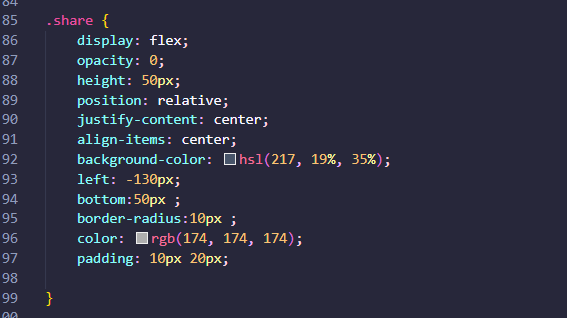 84
85 .share {
86 display: flex;
87 opacity: 0;
88 height: 50px;
89 position: relative;
90 justify-content: center;
91 align-items: center;
92 background-color: hsl(217, 19%, 35%);
93 left: -130px;
94 bottom:50px ;
95 border-radius:10px ;
96 color: rgb(174, 174, 174);
97 padding: 10px 20px;
98
99 }